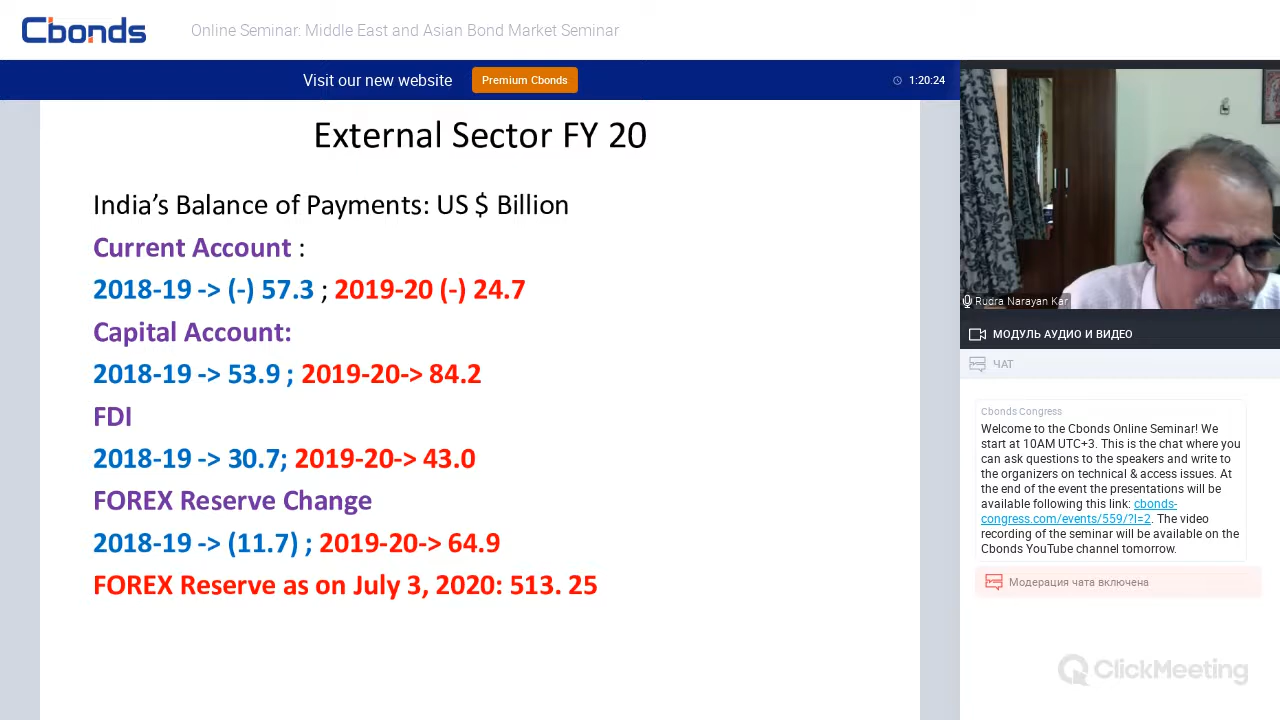 Cbonds
Online Seminar: Middle East and Asian Bond Market Seminar
Visit our new website
Premium Cbonds
1:20:24
External Sector FY 20
India’s Balance of Payments: US $ Billion
Current Account :
2018-19 -> (-) 57.3 ; 2019-20 (-) 24.7
Capital Account:
2018-19 -> 53.9 ; 2019-20-> 84.2
FDI
2018-19 -> 30.7; 2019-20-> 43.0
FOREX Reserve Change
2018-19 -> (11.7) ; 2019-20-> 64.9
FOREX Reserve as on July 3, 2020: 513. 25
Rudra Narayan Kar
МОДУЛЬ АУДИО И ВИДЕО
ЧАТ
Cbonds Congress
Welcome to the Cbonds Online Seminar! We
start at 10AM UTC+3. This is the chat where you
can ask questions to the speakers and write to
the organizers on technical & access issues. At
the end of the event the presentations will be
available following this link: cbonds-
congress.com/events/559/?l=2. The video
recording of the seminar will be available on the
Cbonds YouTube channel tomorrow.
Модерация чата включена
ClickMeeting